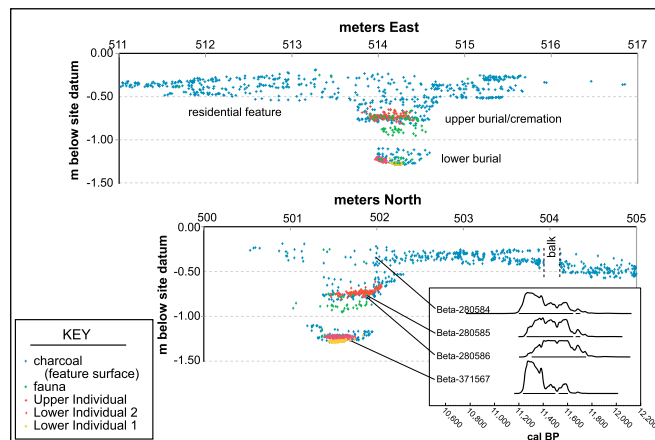 meters East
511 512 513 514 515 516 517
0.00
-0.50
-1.00
-1.50
m below site datum
residential feature
upper burial/cremation
lower burial
meters North
500 501 502 503 504 505
0.00
-0.50
-1.00
-1.50
m below site datum
balk
Beta-280584
Beta-280585
Beta-280586
Beta-371567
10,600 10,800 11,000 11,200 11,400 11,600 11,800 12,000 12,200
cal BP
KEY
charcoal
(feature surface)
fauna
Upper Individual
Lower Individual 2
Lower Individual 1